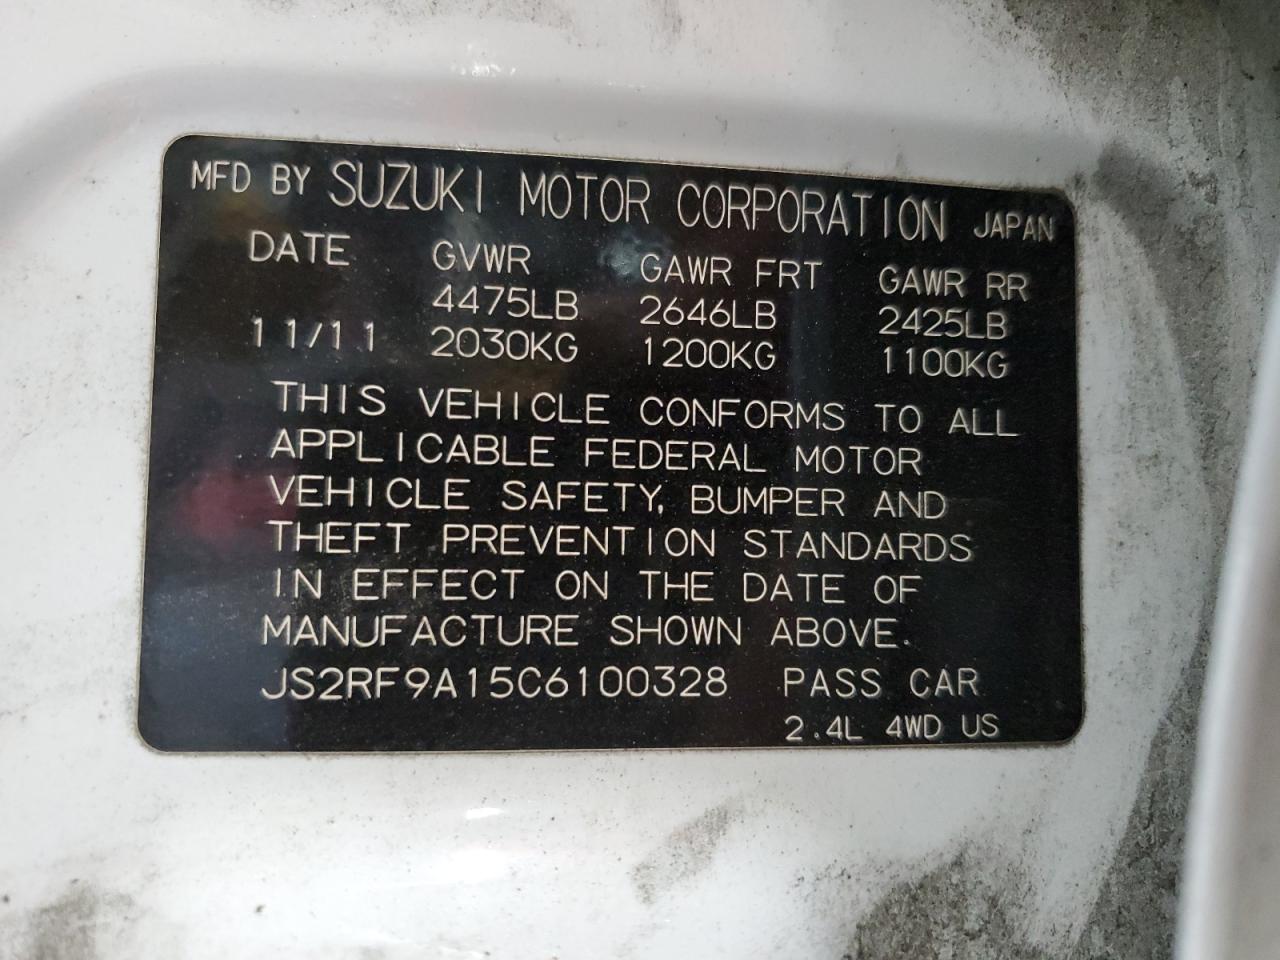 MFD BY SUZUKI MOTOR CORPORATION JAPAN
DATE GVWR GAWR FRT GAWR RR
4475LB 2646LB 2425LB
11/11 2030KG 1200KG 1100KG
THIS VEHICLE CONFORMS TO ALL
APPLICABLE FEDERAL MOTOR
VEHICLE SAFETY, BUMPER AND
THEFT PREVENTION STANDARDS
IN EFFECT ON THE DATE OF
MANUFACTURE SHOWN ABOVE.
JS2RF9A15C6100328 PASS CAR
2.4L 4WD US